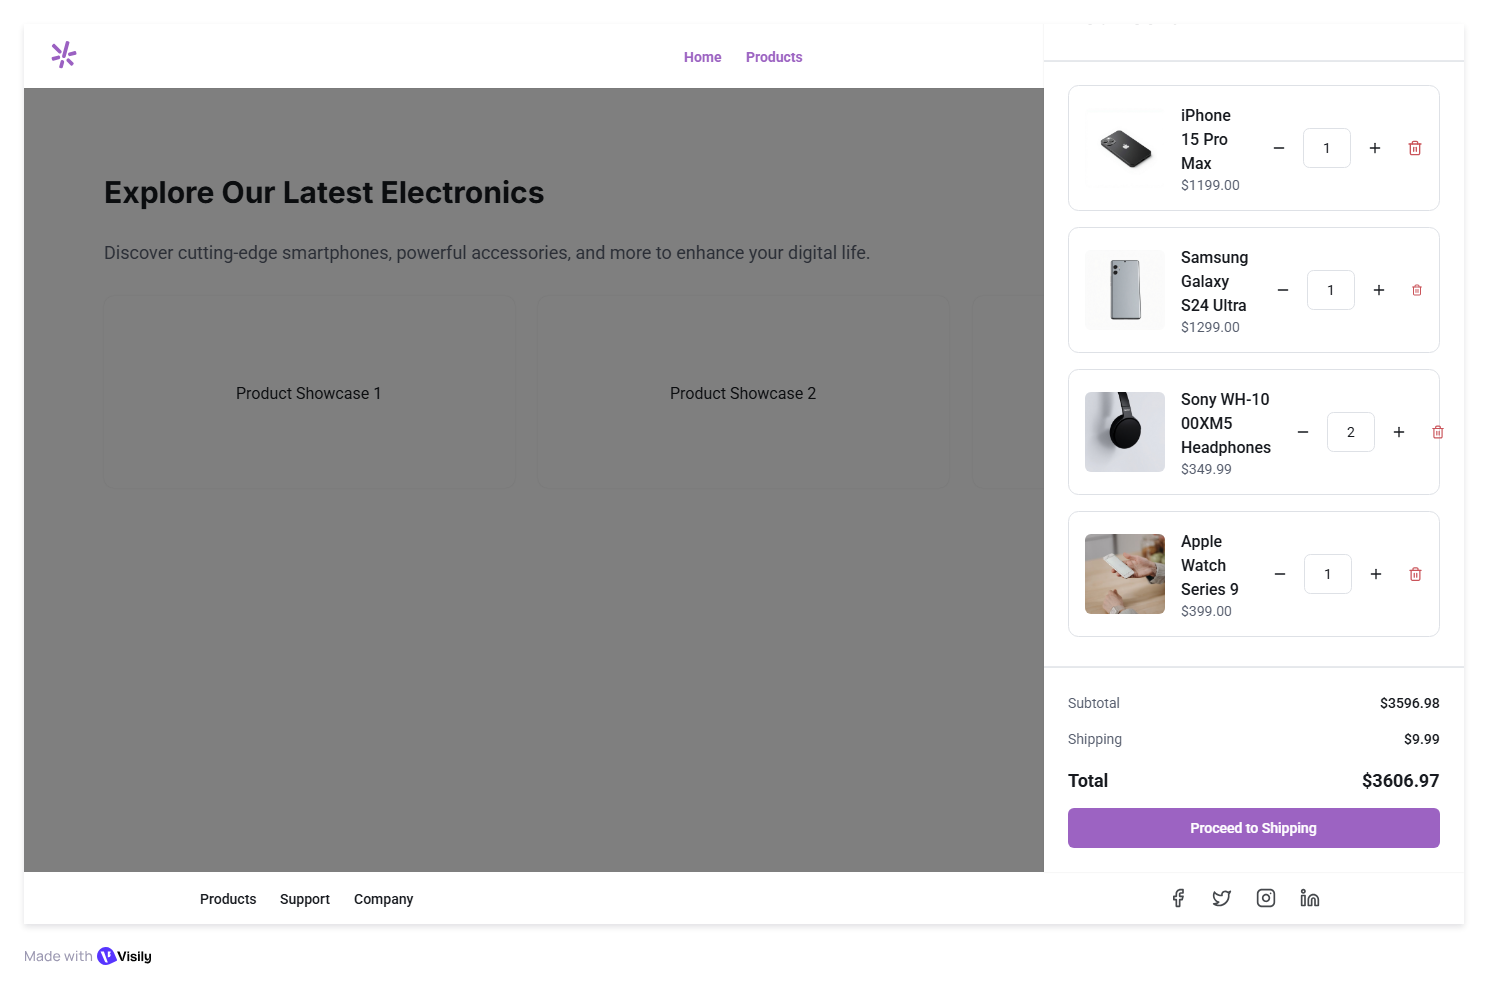 Home Products
Explore Our Latest Electronics
Discover cutting-edge smartphones, powerful accessories, and more to enhance your digital life.
Product Showcase 1
Product Showcase 2
iPhone
15 Pro
Max
$1199.00
1
Samsung
Galaxy
S24 Ultra
$1299.00
1
Sony WH-10
00XM5
Headphones
$349.99
2
Apple
Watch
Series 9
$399.00
1
Subtotal $3596.98
Shipping $9.99
Total $3606.97
Proceed to Shipping
Products Support Company
Made with Visily